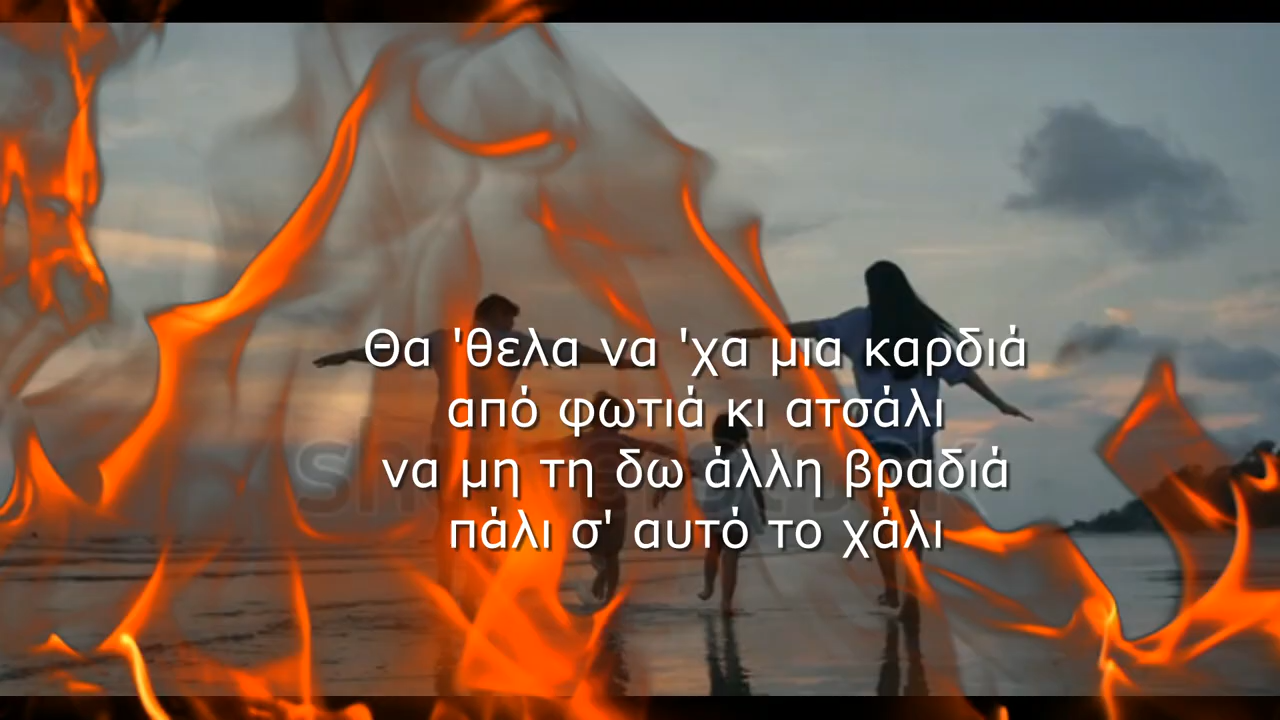 Θα 'θελα να 'χα μια καρδιά
από φωτιά κι ατσάλι
να μη τη δω άλλη βραδιά
πάλι σ' αυτό το χάλι